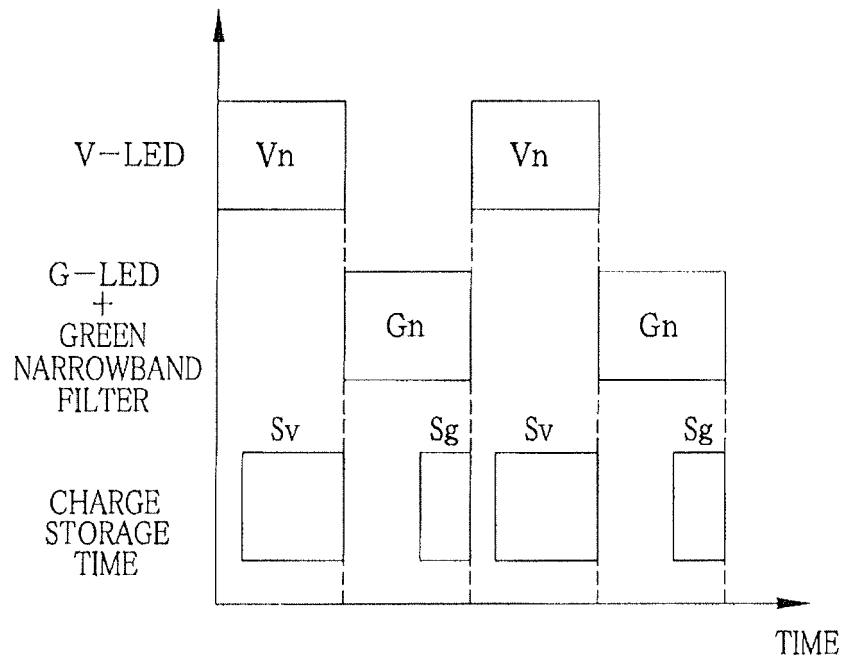 V-LED
Vn
Vn
G-LED
+
GREEN
NARROWBAND
FILTER
Gn
Gn
Sv
Sg
Sv
Sg
CHARGE
STORAGE
TIME
TIME